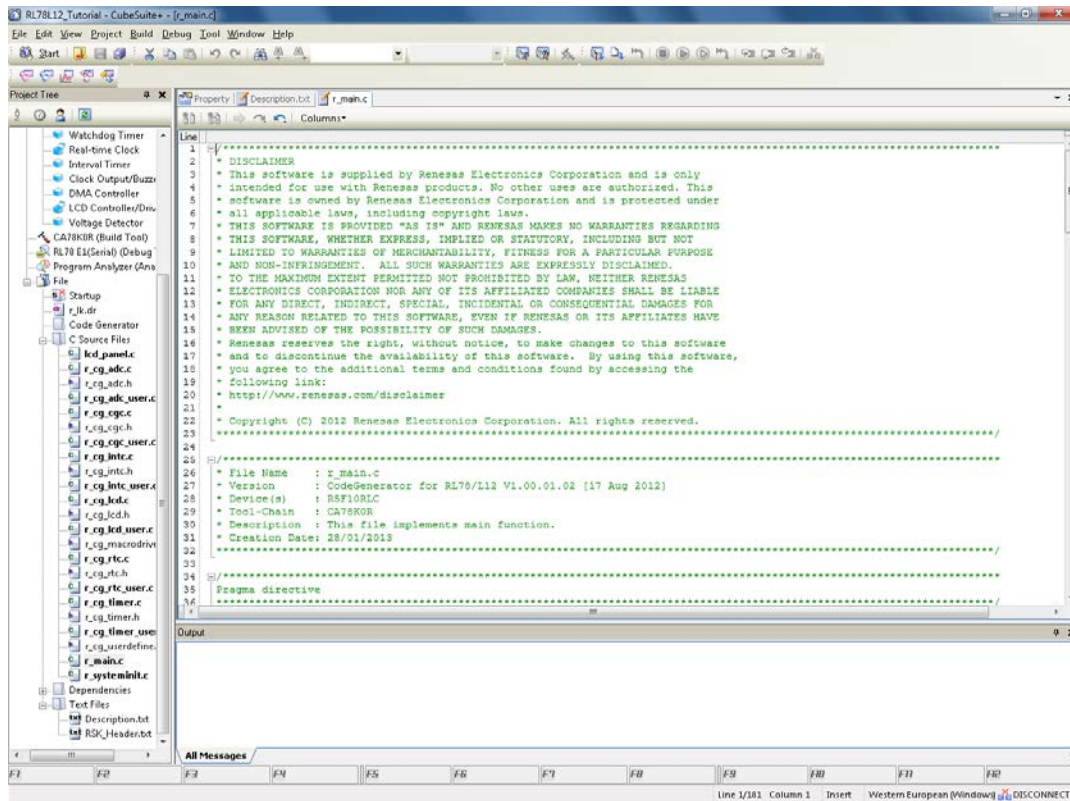 RL78L12_Tutorial - CubeSuite+ - [r_main.c]
File Edit View Project Build Debug Tool Window Help
Start
Project Tree
Property Description.txt r_main.c
Columns
Watchdog Timer
Real-time Clock
Interval Timer
Clock Output/Buzz
DMA Controller
LCD Controller/Driv
Voltage Detector
CA78K0R (Build Tool)
RL78 E1(Serial) (Debug
Program Analyzer (Ana
File
Startup
r_lk.dr
Code Generator
C Source Files
lcd_panel.c
r_cg_adc.c
r_cg_adc.h
r_cg_adc_user.c
r_cg_cgc.c
r_cg_cgc.h
r_cg_cgc_user.c
r_cg_intc.c
r_cg_intc.h
r_cg_intc_user.c
r_cg_lcd.c
r_cg_lcd.h
r_cg_lcd_user.c
r_cg_macrodrive
r_cg_rtc.c
r_cg_rtc.h
r_cg_rtc_user.c
r_cg_timer.c
r_cg_timer.h
r_cg_timer_use
r_cg_userdefine.
r_main.c
r_systeminit.c
Dependencies
Text Files
Description.txt
RSK_Header.txt
Line
1 /***********************************************************************************************************************
2 * DISCLAIMER
3 * This software is supplied by Renesas Electronics Corporation and is only
4 * intended for use with Renesas products. No other uses are authorized. This
5 * software is owned by Renesas Electronics Corporation and is protected under
6 * all applicable laws, including copyright laws.
7 * THIS SOFTWARE IS PROVIDED "AS IS" AND RENESAS MAKES NO WARRANTIES REGARDING
8 * THIS SOFTWARE, WHETHER EXPRESS, IMPLIED OR STATUTORY, INCLUDING BUT NOT
9 * LIMITED TO WARRANTIES OF MERCHANTABILITY, FITNESS FOR A PARTICULAR PURPOSE
10 * AND NON-INFRINGEMENT. ALL SUCH WARRANTIES ARE EXPRESSLY DISCLAIMED.
11 * TO THE MAXIMUM EXTENT PERMITTED NOT PROHIBITED BY LAW, NEITHER RENESAS
12 * ELECTRONICS CORPORATION NOR ANY OF ITS AFFILIATED COMPANIES SHALL BE LIABLE
13 * FOR ANY DIRECT, INDIRECT, SPECIAL, INCIDENTAL OR CONSEQUENTIAL DAMAGES FOR
14 * ANY REASON RELATED TO THIS SOFTWARE, EVEN IF RENESAS OR ITS AFFILIATES HAVE
15 * BEEN ADVISED OF THE POSSIBILITY OF SUCH DAMAGES.
16 * Renesas reserves the right, without notice, to make changes to this software
17 * and to discontinue the availability of this software. By using this software,
18 * you agree to the additional terms and conditions found by accessing the
19 * following link:
20 * http://www.renesas.com/disclaimer
21 *
22 * Copyright (C) 2012 Renesas Electronics Corporation. All rights reserved.
23 ***********************************************************************************************************************/
24
25 /***********************************************************************************************************************
26 * File Name : r_main.c
27 * Version : CodeGenerator for RL78/L12 V1.00.01.02 [17 Aug 2012]
28 * Device(s) : R5F10RLC
29 * Tool-Chain : CA78K0R
30 * Description : This file implements main function.
31 * Creation Date: 28/01/2013
32 ***********************************************************************************************************************/
33
34 /***********************************************************************************************************************
35 Pragma directive
36 ***********************************************************************************************************************/
Output
All Messages
F1 F2 F3 F4 F5 F6 F7 F8 F9 F10 F11 F12
Line 1/181 Column 1 Insert Western European (Windows) DISCONNECT